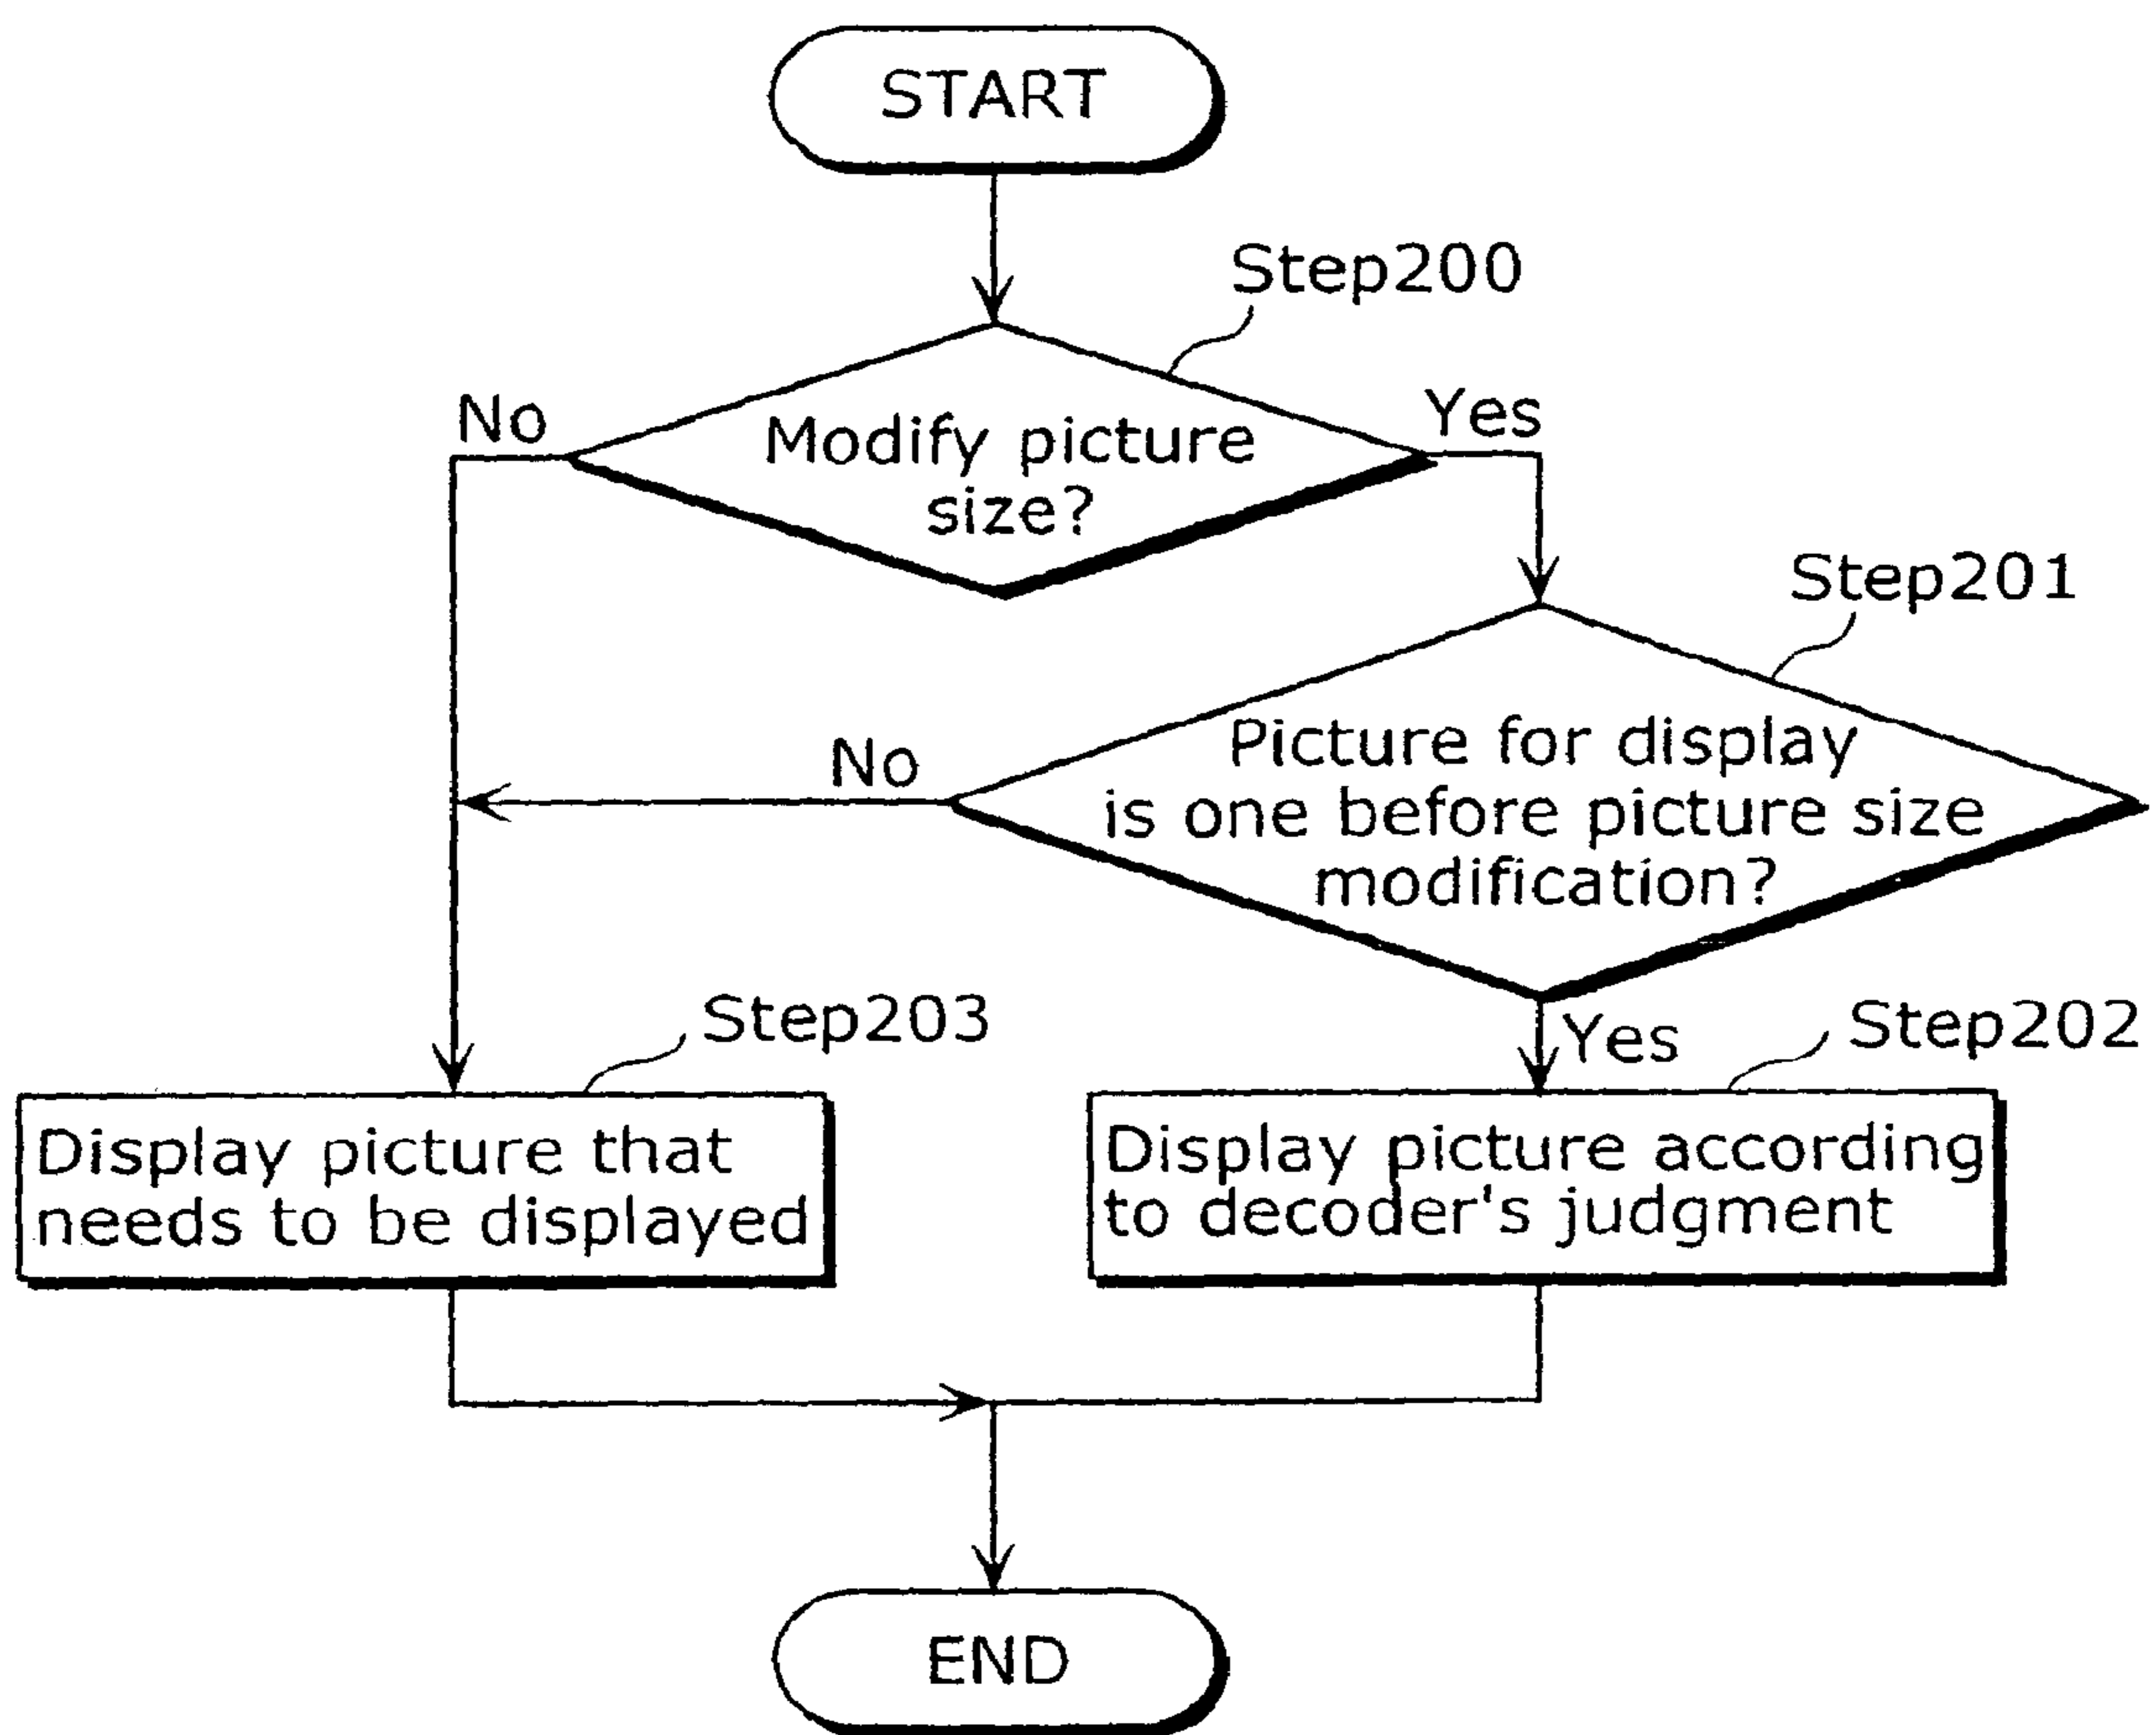 START
Step200
No
Yes
Modify picture
size?
Step201
No
Picture for display
is one before picture size
modification?
Step203
Yes
Step202
Display picture that
needs to be displayed
Display picture according
to decoder's judgment
END